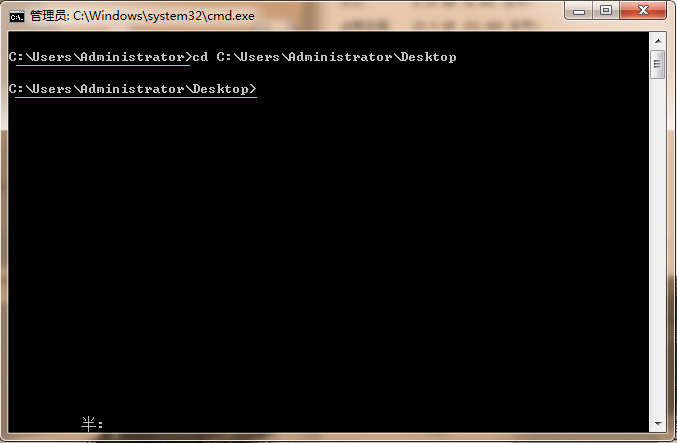 管理员: C:\Windows\system32\cmd.exe
C:\Users\Administrator>cd C:\Users\Administrator\Desktop
C:\Users\Administrator\Desktop>
半: